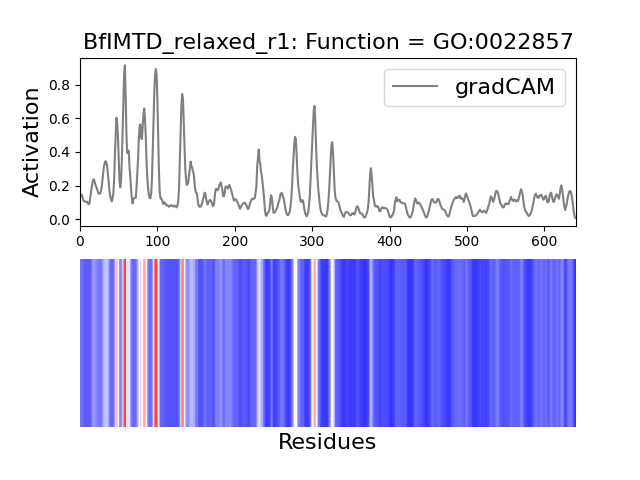 BfIMTD_relaxed_r1: Function = GO:0022857
Activation
0.8
0.6
0.4
0.2
0.0
gradCAM
0 100 200 300 400 500 600
Residues